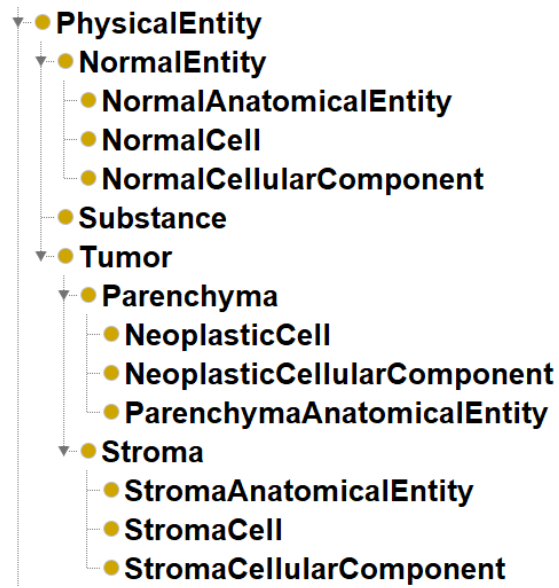 PhysicalEntity
NormalEntity
NormalAnatomicalEntity
NormalCell
NormalCellularComponent
Substance
Tumor
Parenchyma
NeoplasticCell
NeoplasticCellularComponent
ParenchymaAnatomicalEntity
Stroma
StromaAnatomicalEntity
StromaCell
StromaCellularComponent